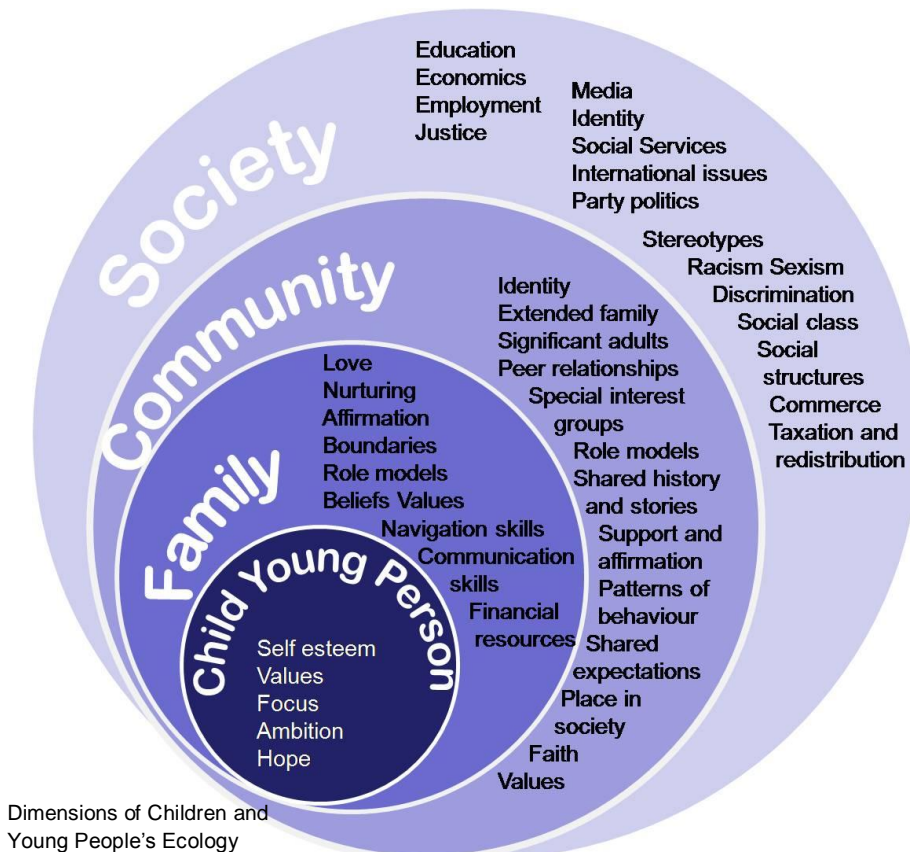 Society
Education
Economics
Employment
Justice
Media
Identity
Social Services
International issues
Party politics
Stereotypes
Racism Sexism
Discrimination
Social class
Social
structures
Commerce
Taxation and
redistribution
Community
Identity
Extended family
Significant adults
Peer relationships
Special interest
groups
Role models
Shared history
and stories
Support and
affirmation
Patterns of
behaviour
Shared
expectations
Place in
society
Faith
Values
Family
Love
Nurturing
Affirmation
Boundaries
Role models
Beliefs Values
Navigation skills
Communication
skills
Financial
resources
Child Young Person
Self esteem
Values
Focus
Ambition
Hope
Dimensions of Children and
Young People's Ecology